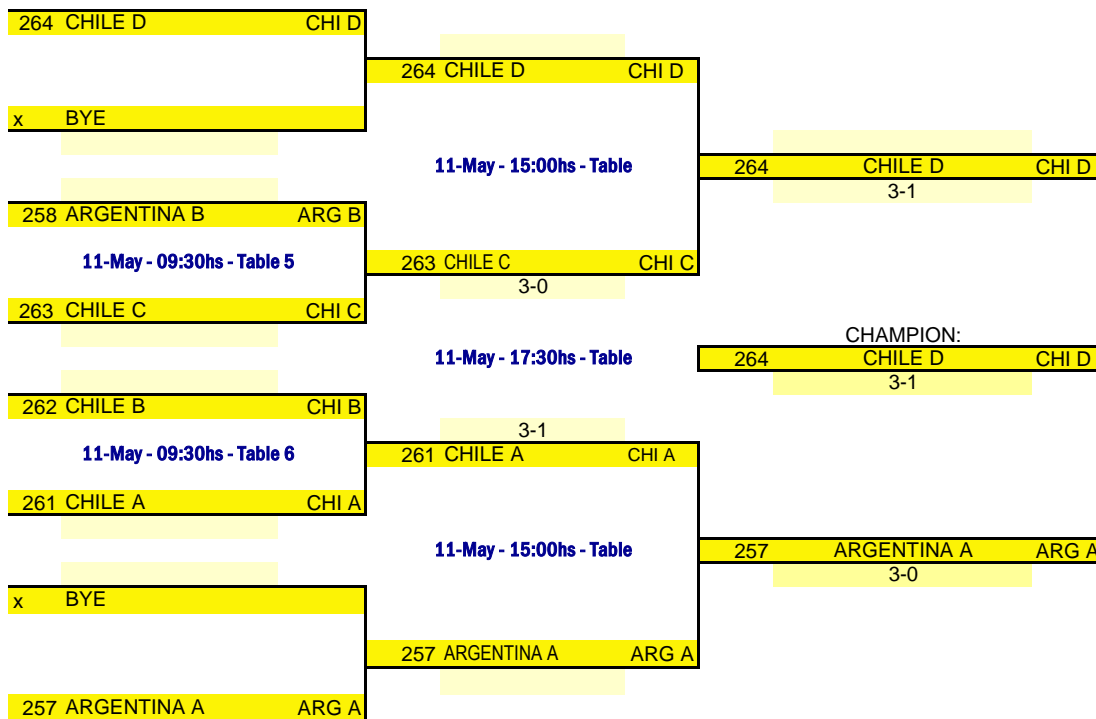 264 CHILE D CHI D
x BYE
258 ARGENTINA B ARG B
11-May - 09:30hs - Table 5
263 CHILE C CHI C
262 CHILE B CHI B
11-May - 09:30hs - Table 6
261 CHILE A CHI A
x BYE
257 ARGENTINA A ARG A
264 CHILE D CHI D
11-May - 15:00hs - Table
263 CHILE C CHI C
3-0
11-May - 17:30hs - Table
3-1
261 CHILE A CHI A
11-May - 15:00hs - Table
257 ARGENTINA A ARG A
264 CHILE D CHI D
3-1
CHAMPION:
264 CHILE D CHI D
3-1
257 ARGENTINA A ARG A
3-0